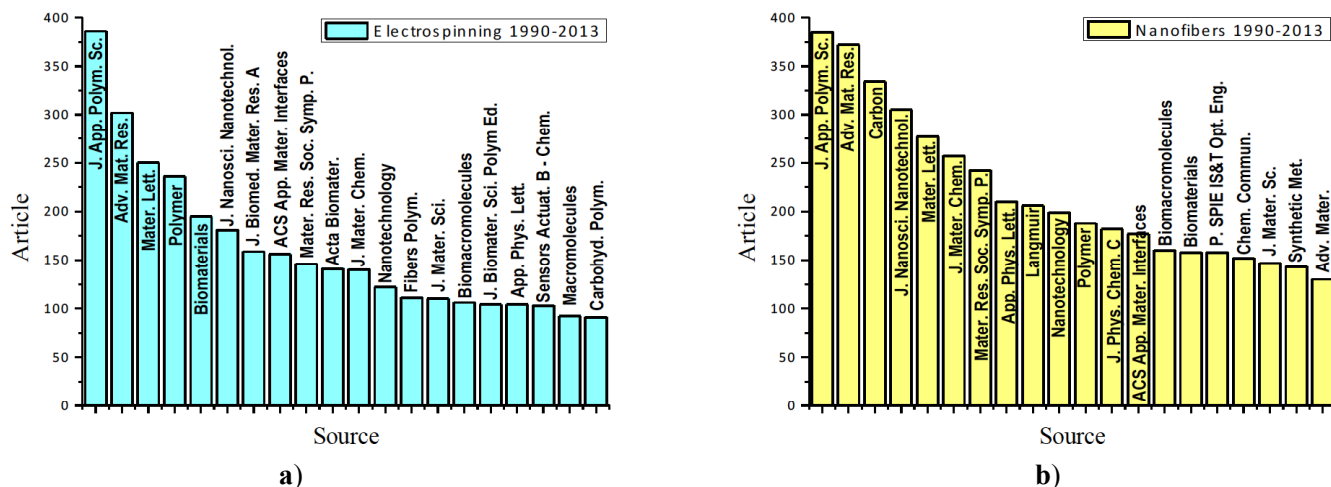 Electrospinning 1990-2013
Article
400
350
300
250
200
150
100
50
0
J. App. Polym. Sc.
Adv. Mat. Res.
Mater. Lett.
Polymer
Biomaterials
J. Nanosci. Nanotechnol.
J. Biomed. Mater. Res. A
ACS App. Mater. Interfaces
Mater. Res. Soc. Symp. P.
Acta Biomater.
J. Mater. Chem.
Nanotechnology
Fibers Polym.
J. Mater. Sci.
Biomacromolecules
J. Biomater. Sci. Polym Ed.
App. Phys. Lett.
Sensors Actuat. B - Chem.
Macromolecules
Carbohyd. Polym.
Source
a)
Nanofibers 1990-2013
Article
400
350
300
250
200
150
100
50
0
J. App. Polym. Sc.
Adv. Mat. Res.
Carbon
J. Nanosci. Nanotechnol.
Mater. Lett.
J. Mater. Chem.
Mater. Res. Soc. Symp. P.
App. Phys. Lett.
Langmuir
Nanotechnology
Polymer
J. Phys. Chem. C
ACS App. Mater. Interfaces
Biomacromolecules
Biomaterials
P. SPIE IS&T Opt. Eng.
Chem. Commun.
J. Mater. Sc.
Synthetic Met.
Adv. Mater.
Source
b)